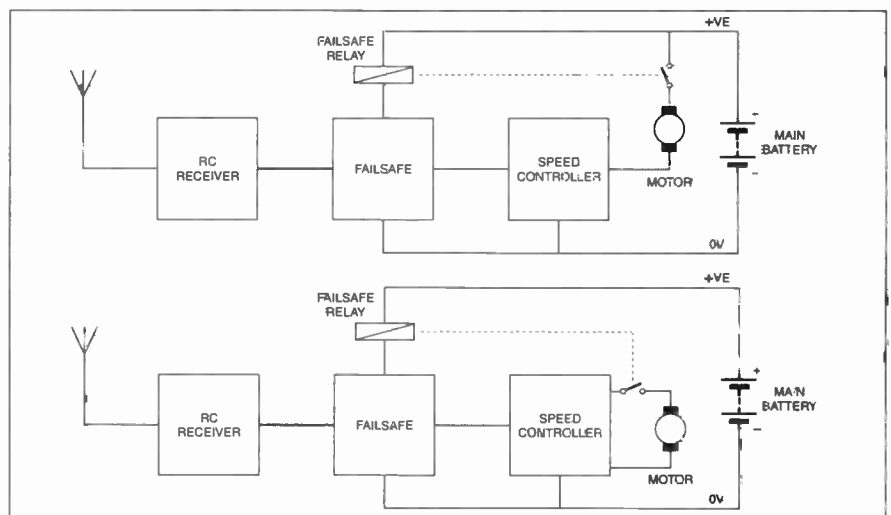 +VE
FAILSAFE
RELAY
RC
RECEIVER
FAILSAFE
SPEED
CONTROLLER
MOTOR
+
MAIN
BATTERY
−
0V
+VE
FAILSAFE
RELAY
RC
RECEIVER
FAILSAFE
SPEED
CONTROLLER
MOTOR
+
MAIN
BATTERY
−
0V